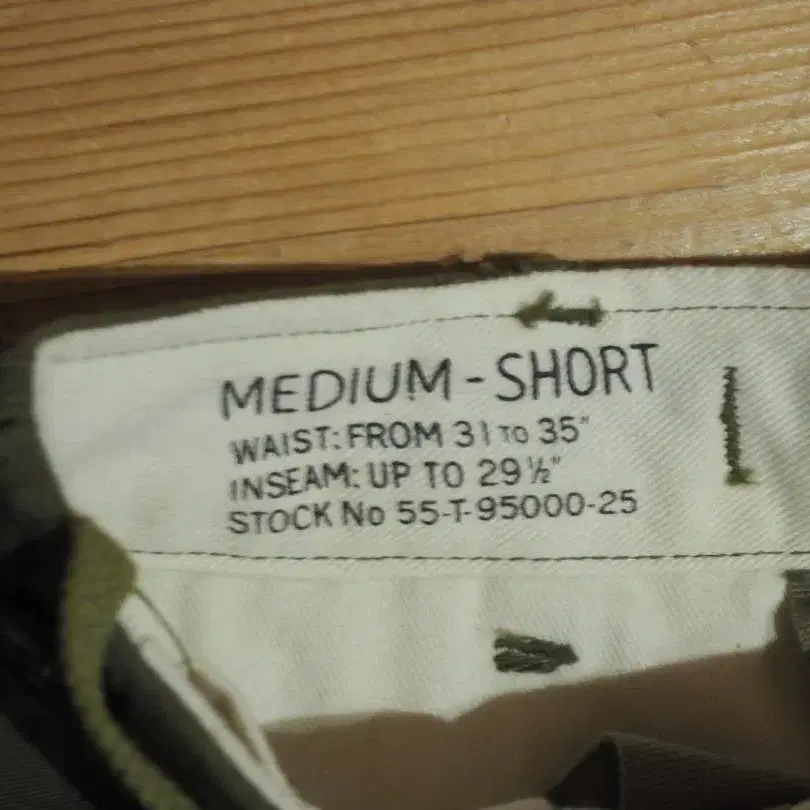 MEDIUM - SHORT
WAIST: FROM 31 TO 35"
INSEAM: UP TO 29 ½"
STOCK No 55-T-95000-25